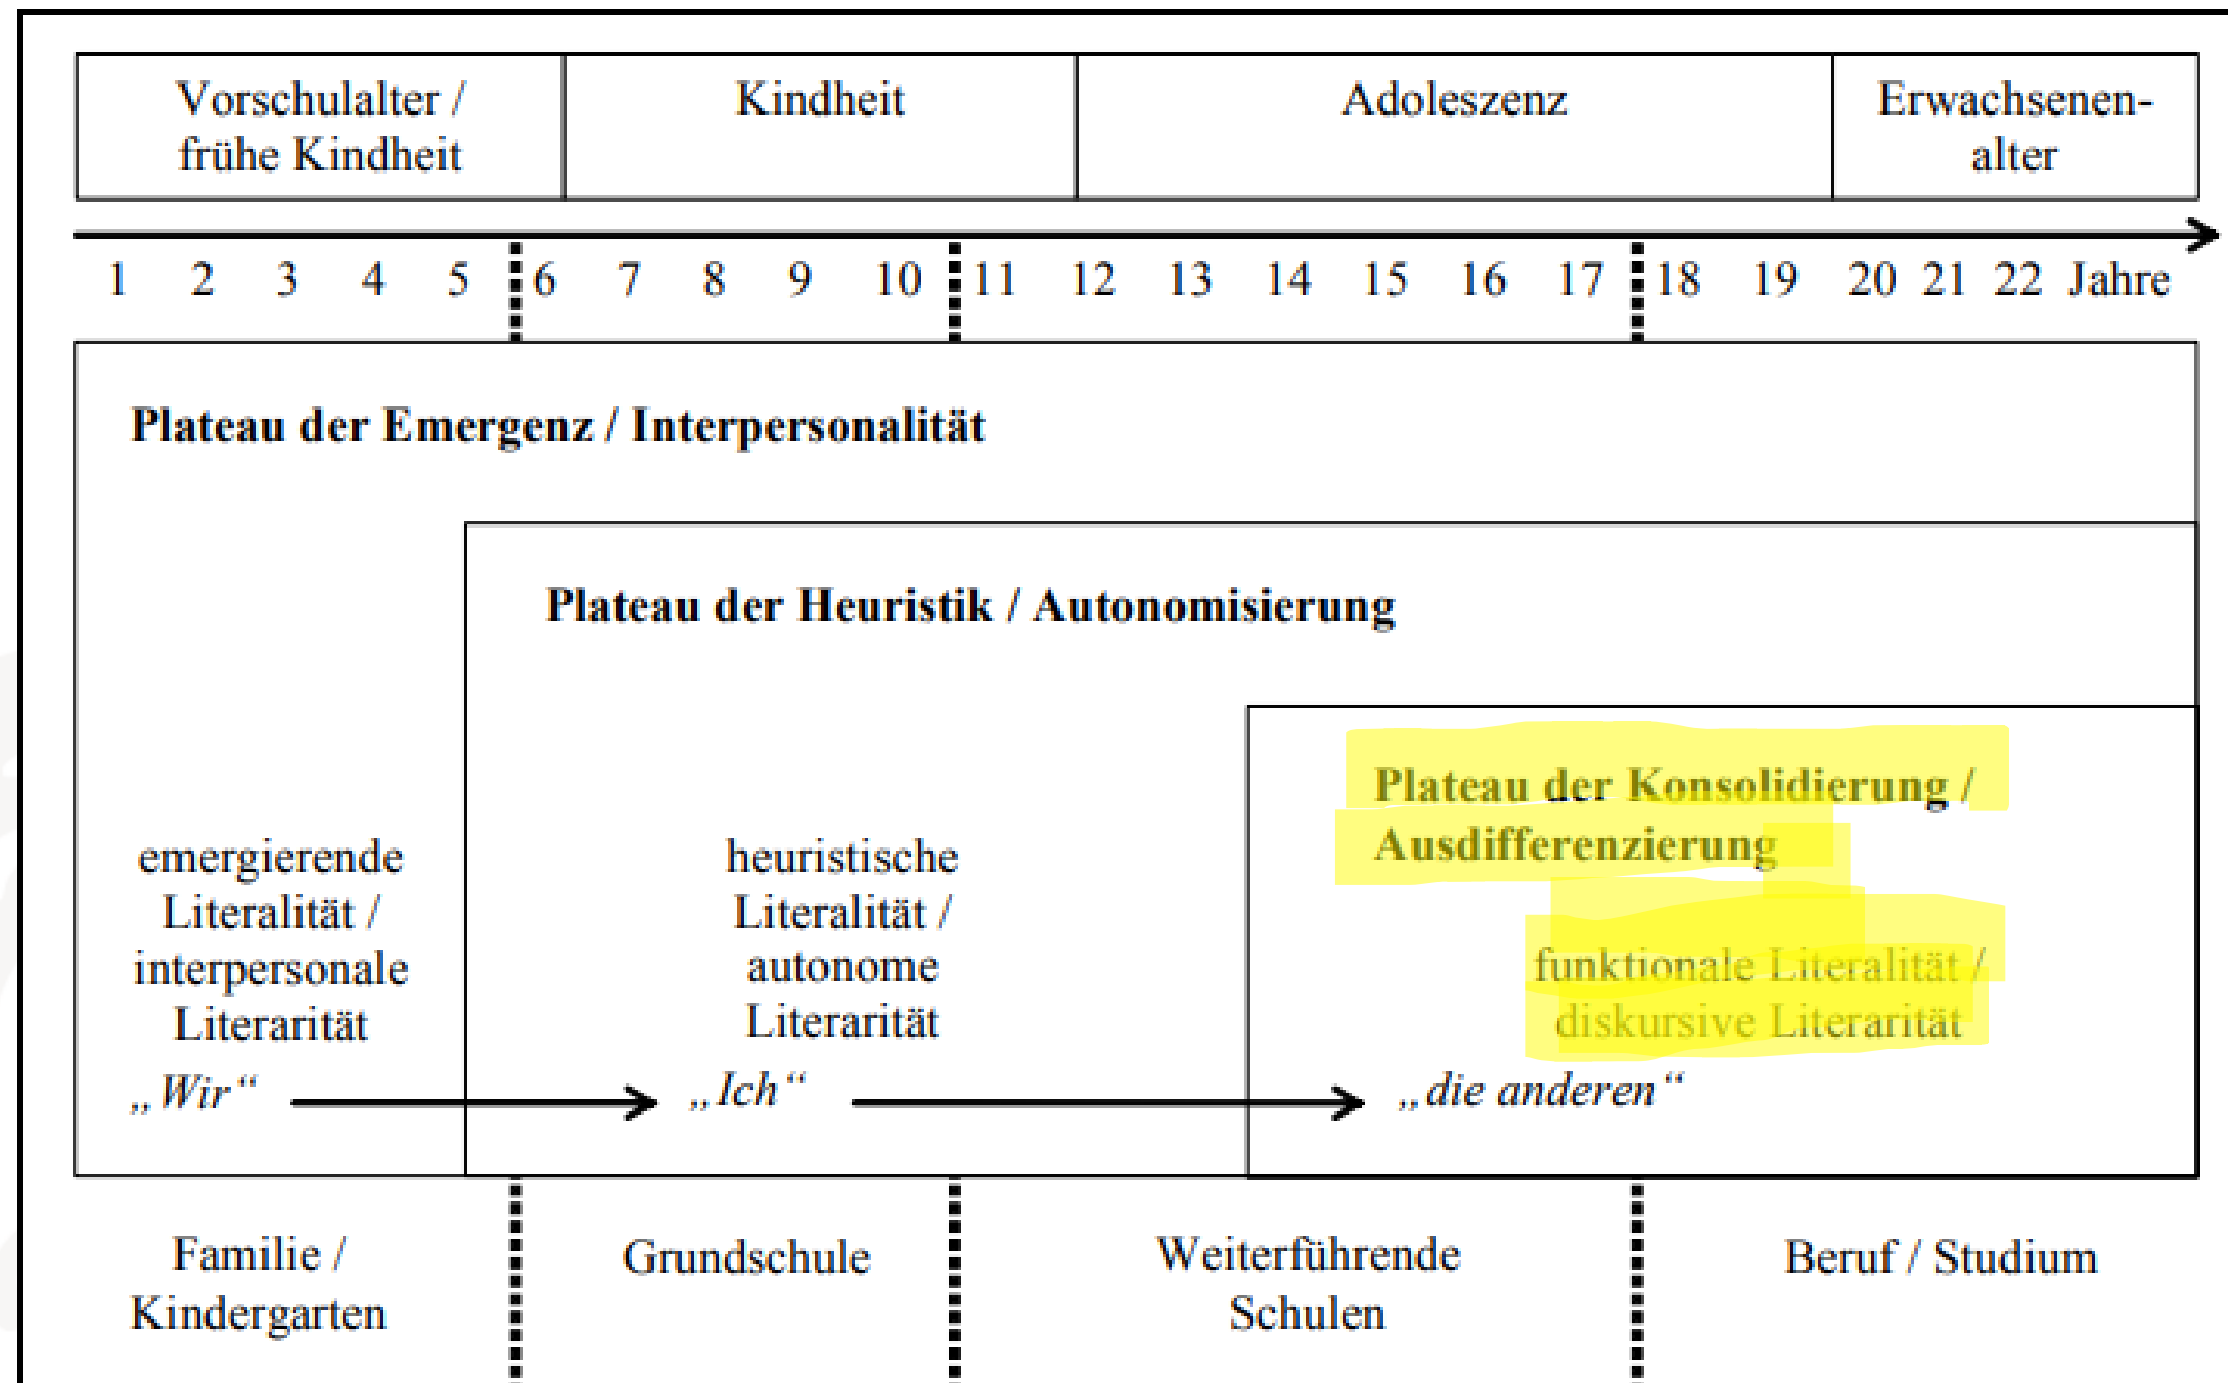 Vorschulalter /
frühe Kindheit
Kindheit
Adoleszenz
Erwachsenen-
alter
1 2 3 4 5 6 7 8 9 10 11 12 13 14 15 16 17 18 19 20 21 22 Jahre
Plateau der Emergenz / Interpersonalität
Plateau der Heuristik / Autonomisierung
Plateau der Konsolidierung /
Ausdifferenzierung
emergierende
Literalität /
interpersonale
Literarität
heuristische
Literalität /
autonome
Literarität
funktionale Literalität /
diskursive Literarität
„Wir“
„Ich“
„die anderen“
Familie /
Kindergarten
Grundschule
Weiterführende
Schulen
Beruf / Studium